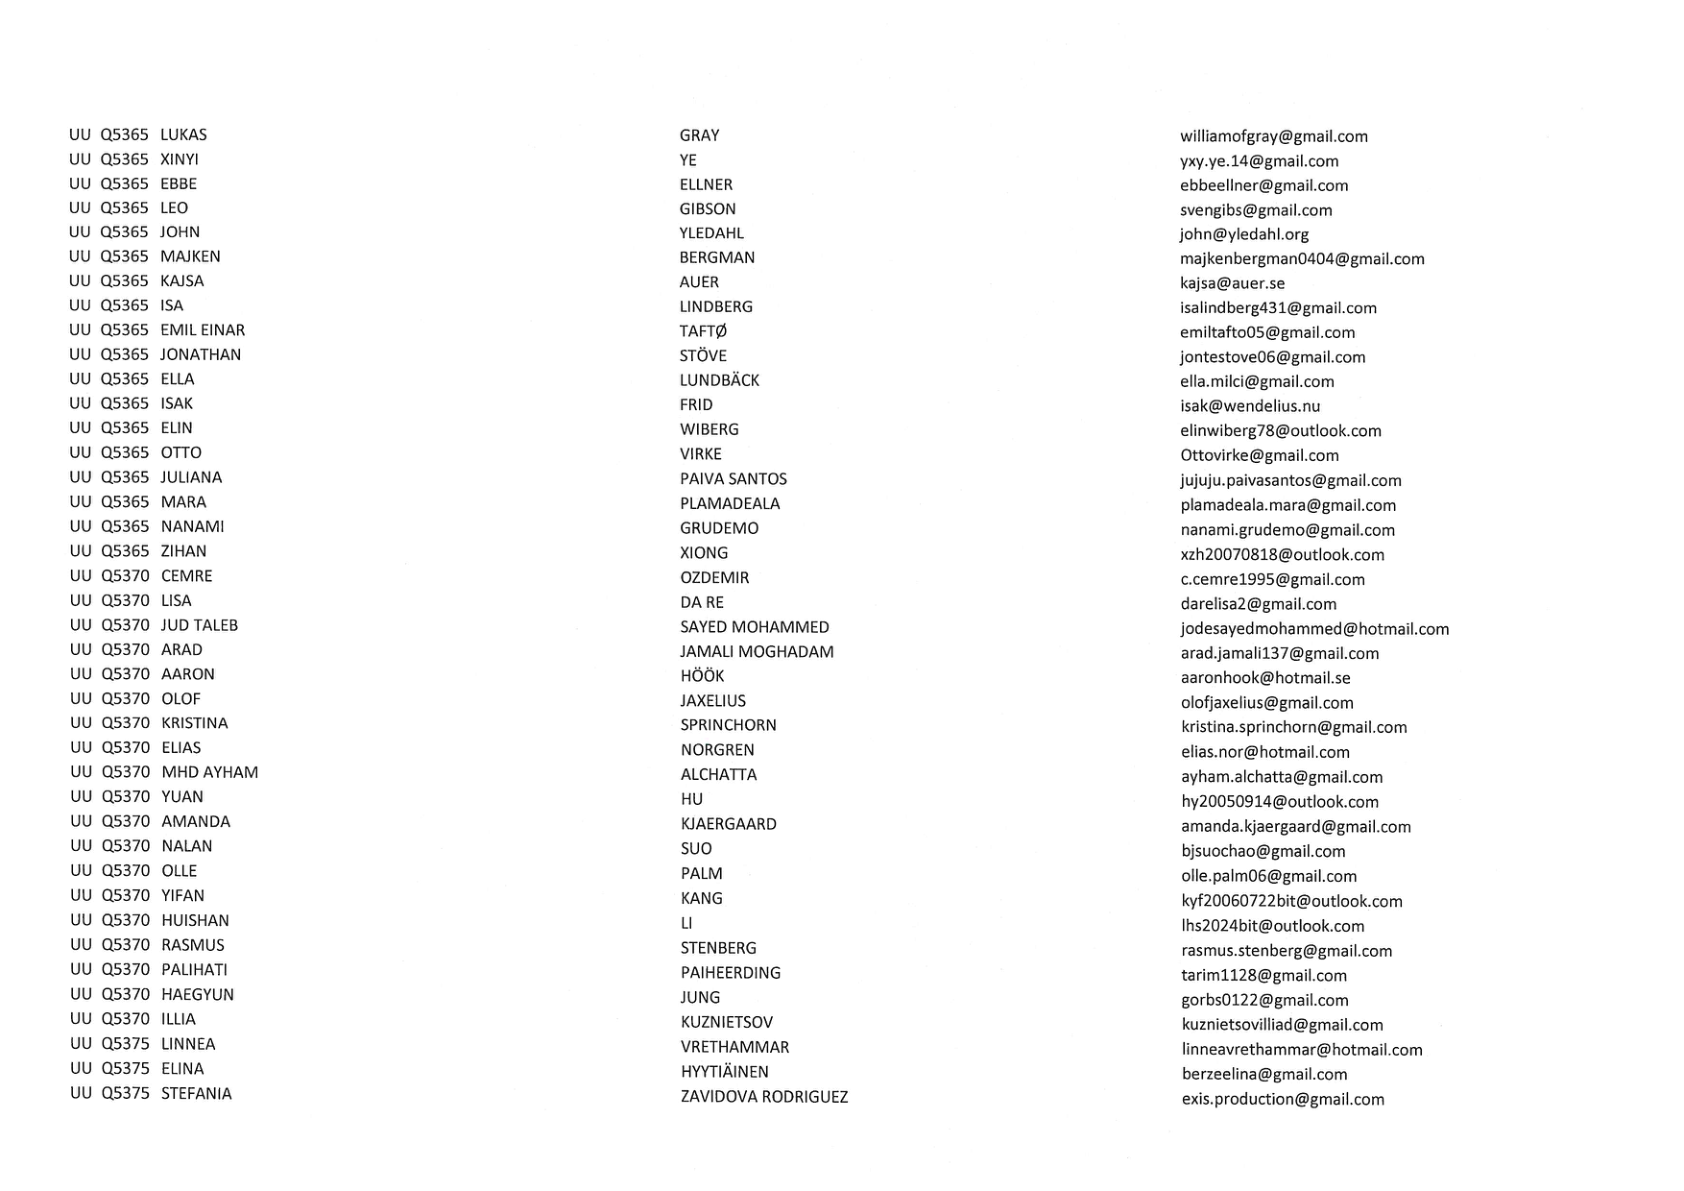 UU Q5365 LUKAS GRAY williamofgray@gmail.com
UU Q5365 XINYI YE yxy.ye.14@gmail.com
UU Q5365 EBBE ELLNER ebbeellner@gmail.com
UU Q5365 LEO GIBSON svengibs@gmail.com
UU Q5365 JOHN YLEDAHL john@yledahl.org
UU Q5365 MAJKEN BERGMAN majkenbergman0404@gmail.com
UU Q5365 KAJSA AUER kajsa@auer.se
UU Q5365 ISA LINDBERG isalindberg431@gmail.com
UU Q5365 EMIL EINAR TAFTØ emiltafto05@gmail.com
UU Q5365 JONATHAN STÖVE jontestove06@gmail.com
UU Q5365 ELLA LUNDBÄCK ella.milci@gmail.com
UU Q5365 ISAK FRID isak@wendelius.nu
UU Q5365 ELIN WIBERG elinwiberg78@outlook.com
UU Q5365 OTTO VIRKE Ottovirke@gmail.com
UU Q5365 JULIANA PAIVA SANTOS jujuju.paivasantos@gmail.com
UU Q5365 MARA PLAMADEALA plamadeala.mara@gmail.com
UU Q5365 NANAMI GRUDEMO nanami.grudemo@gmail.com
UU Q5365 ZIHAN XIONG xzh20070818@outlook.com
UU Q5370 CEMRE OZDEMIR c.cemre1995@gmail.com
UU Q5370 LISA DA RE darelisa2@gmail.com
UU Q5370 JUD TALEB SAYED MOHAMMED jodesayedmohammed@hotmail.com
UU Q5370 ARAD JAMALI MOGHADAM arad.jamali137@gmail.com
UU Q5370 AARON HÖÖK aaronhook@hotmail.se
UU Q5370 OLOF JAXELIUS olofjaxelius@gmail.com
UU Q5370 KRISTINA SPRINCHORN kristina.sprinchorn@gmail.com
UU Q5370 ELIAS NORGREN elias.nor@hotmail.com
UU Q5370 MHD AYHAM ALCHATTA ayham.alchatta@gmail.com
UU Q5370 YUAN HU hy20050914@outlook.com
UU Q5370 AMANDA KJAERGAARD amanda.kjaergaard@gmail.com
UU Q5370 NALAN SUO bjsuochao@gmail.com
UU Q5370 OLLE PALM olle.palm06@gmail.com
UU Q5370 YIFAN KANG kyf20060722bit@outlook.com
UU Q5370 HUISHAN LI lhs2024bit@outlook.com
UU Q5370 RASMUS STENBERG rasmus.stenberg@gmail.com
UU Q5370 PALIHATI PAIHEERDING tarim1128@gmail.com
UU Q5370 HAEGYUN JUNG gorbs0122@gmail.com
UU Q5370 ILLIA KUZNIETSOV kuznietsovilliad@gmail.com
UU Q5375 LINNEA VRETHAMMAR linneavrethammar@hotmail.com
UU Q5375 ELINA HYYTIÄINEN berzeelina@gmail.com
UU Q5375 STEFANIA ZAVIDOVA RODRIGUEZ exis.production@gmail.com